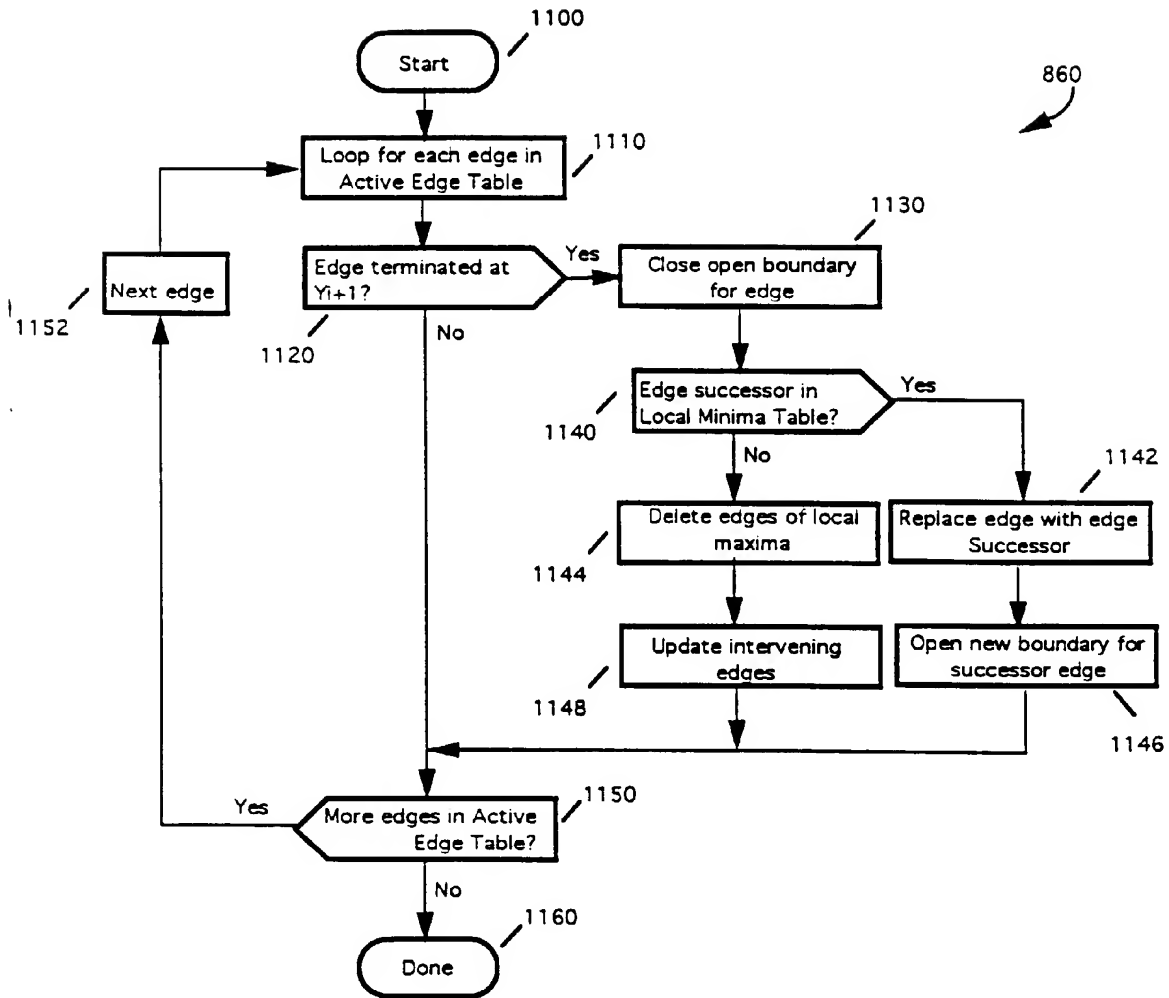 1100
Start
860
Loop for each edge in
Active Edge Table
1110
1130
Edge terminated at
Yi+1?
Yes
Close open boundary
for edge
Next edge
1152
1120
No
Edge successor in
Local Minima Table?
Yes
1140
No
1142
Delete edges of local
maxima
Replace edge with edge
Successor
1144
Update intervening
edges
Open new boundary for
successor edge
1148
1146
Yes
More edges in Active
Edge Table?
1150
No
1160
Done